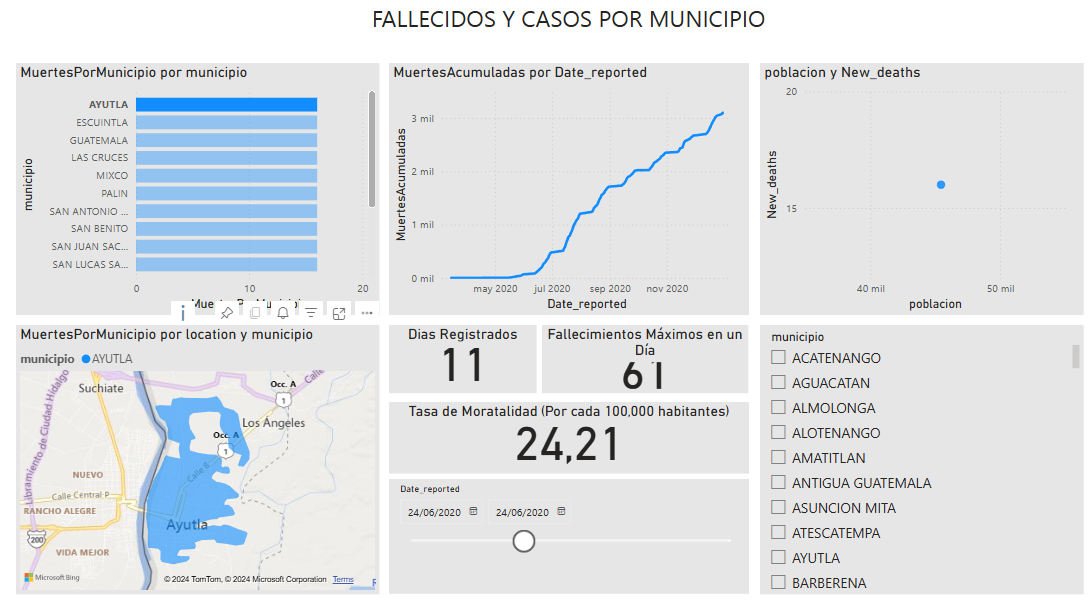 FALLECIDOS Y CASOS POR MUNICIPIO
MuertesPorMunicipio por municipio
municipio
AYUTLA
ESCUINTLA
GUATEMALA
LAS CRUCES
MIXCO
PALIN
SAN ANTONIO ...
SAN BENITO
SAN JUAN SAC...
SAN LUCAS SA...
0
10
20
MuertesAcumuladas por Date_reported
MuertesAcumuladas
3 mil
2 mil
1 mil
0 mil
may 2020
jul 2020
sep 2020
nov 2020
Date_reported
poblacion y New_deaths
New_deaths
20
15
40 mil
50 mil
poblacion
MuertesPorMunicipio por location y municipio
municipio
AYUTLA
Suchiate
Libramiento de Ciudad Hidalgo
Occ. A
1
Los Ángeles
Occ. A
1
Calle 8
NUEVO
Calle Central P
RANCHO ALEGRE
200
Ayutla
VIDA MEJOR
Microsoft Bing
© 2024 TomTom, © 2024 Microsoft Corporation
Terms
Dias Registrados
11
Fallecimientos Máximos en un
Día
61
Tasa de Moratalidad (Por cada 100,000 habitantes)
24,21
Date_reported
24/06/2020
24/06/2020
municipio
ACATENANGO
AGUACATAN
ALMOLONGA
ALOTENANGO
AMATITLAN
ANTIGUA GUATEMALA
ASUNCION MITA
ATESCATEMPA
AYUTLA
BARBERENA